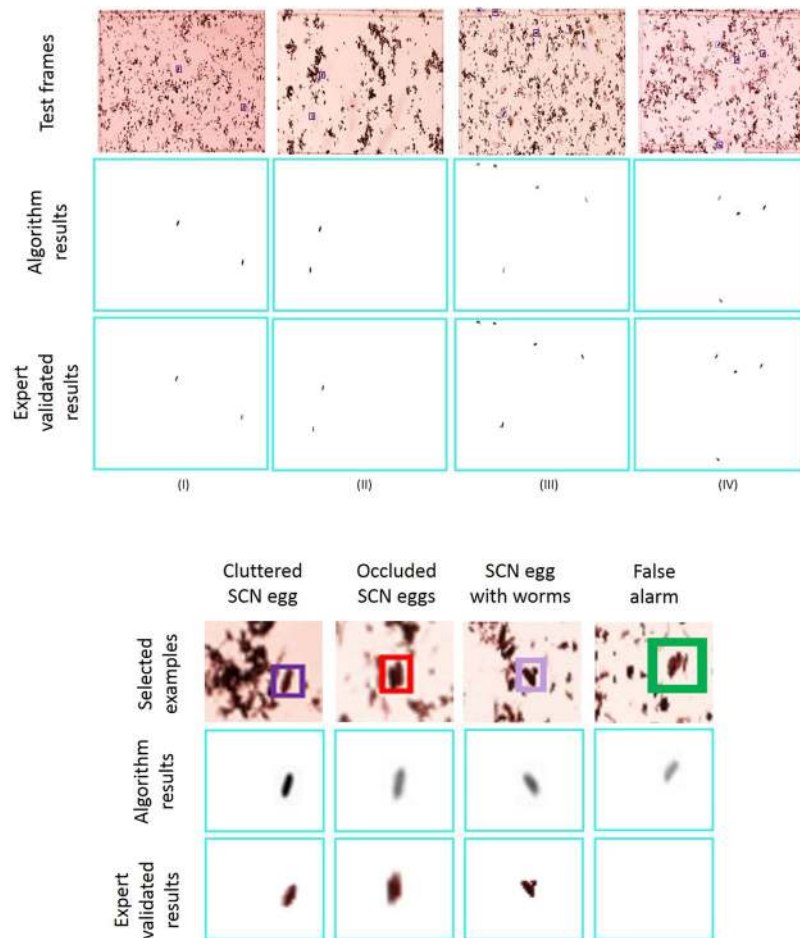 Test frames
Algorithm
results
Expert
validated
results
(I)
(II)
(III)
(IV)
Cluttered
SCN egg
Occluded
SCN eggs
SCN egg
with worms
False
alarm
Selected
examples
Algorithm
results
Expert
validated
results